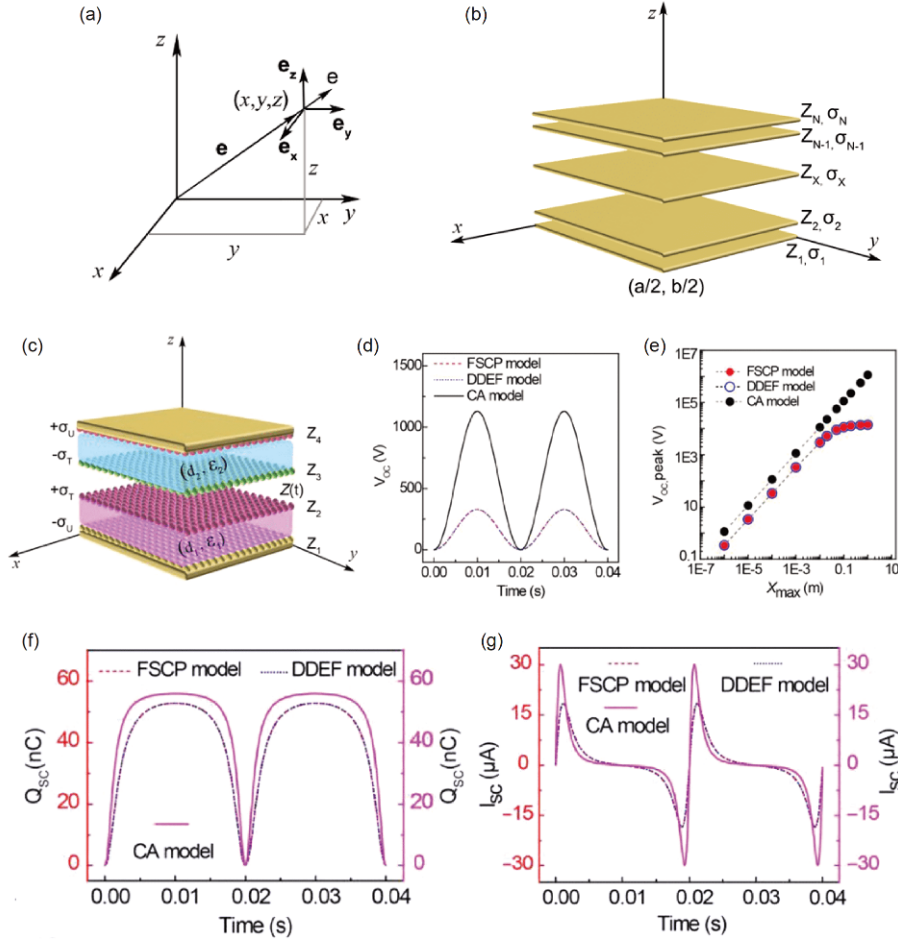 (a)
z
e_z
e
(x,y,z)
e_y
e_x
e
z
y
x
y
x
(b)
z
Z_N, σ_N
Z_N-1, σ_N-1
Z_X, σ_X
Z_2, σ_2
Z_1, σ_1
x
y
(a/2, b/2)
(c)
z
+σ_U
Z_4
-σ_T
(d_2, ε_2)
Z_3
+σ_T
Z(t)
Z_2
-σ_U
(d_1, ε_1)
Z_1
x
y
(d)
1500
1000
500
0
V_OC (V)
FSCP model
DDEF model
CA model
0.00 0.01 0.02 0.03 0.04
Time (s)
(e)
1E7
1E5
1E3
10
0.1
V_OC,peak (V)
FSCP model
DDEF model
CA model
1E-7 1E-5 1E-3 0.1 10
X_max (m)
(f)
60
40
20
0
Q_SC (nC)
FSCP model
DDEF model
CA model
60
40
20
0
Q_SC (nC)
0.00 0.01 0.02 0.03 0.04
Time (s)
(g)
30
15
0
−15
−30
I_SC (μA)
FSCP model
DDEF model
CA model
30
15
0
−15
−30
I_SC (μA)
0.00 0.01 0.02 0.03 0.04
Time (s)